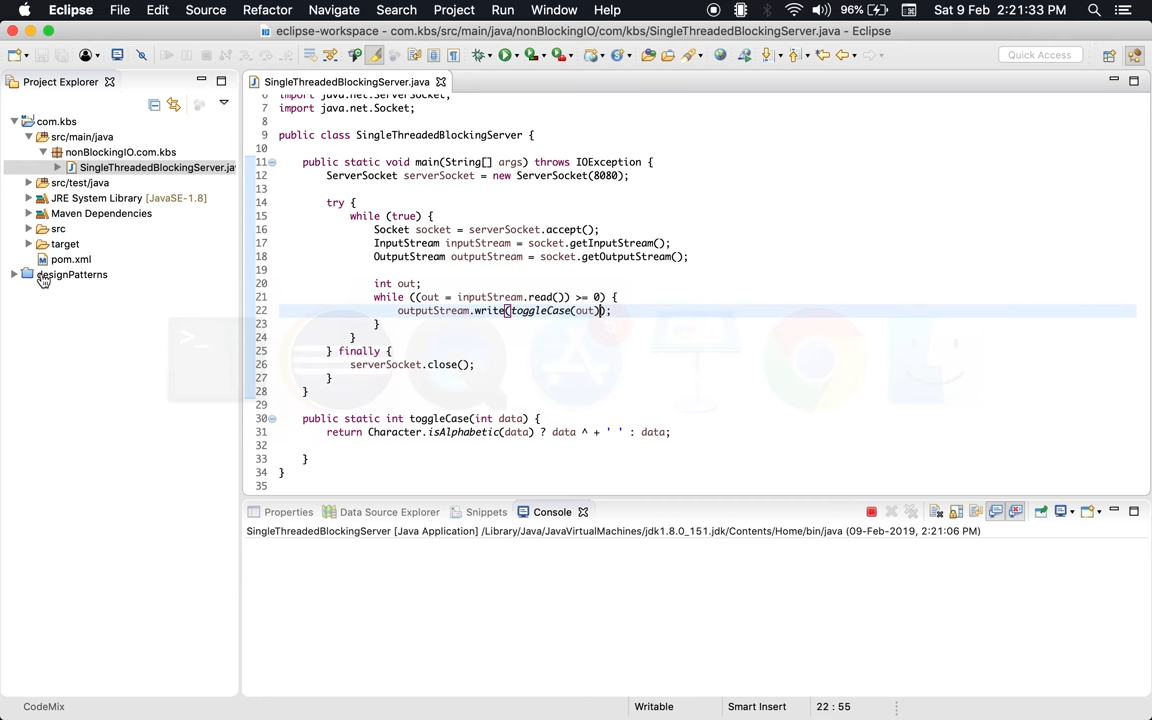 Eclipse File Edit Source Refactor Navigate Search Project Run Window Help 96% Sat 9 Feb 2:21:33 PM
eclipse-workspace - com.kbs/src/main/java/nonBlockingIO/com/kbs/SingleThreadedBlockingServer.java - Eclipse
Quick Access
Project Explorer
com.kbs
src/main/java
nonBlockingIO.com.kbs
SingleThreadedBlockingServer.ja
src/test/java
JRE System Library [JavaSE-1.8]
Maven Dependencies
src
target
pom.xml
designPatterns
SingleThreadedBlockingServer.java
6 import java.net.ServerSocket;
7 import java.net.Socket;
8
9 public class SingleThreadedBlockingServer {
10
11 public static void main(String[] args) throws IOException {
12 ServerSocket serverSocket = new ServerSocket(8080);
13
14 try {
15 while (true) {
16 Socket socket = serverSocket.accept();
17 InputStream inputStream = socket.getInputStream();
18 OutputStream outputStream = socket.getOutputStream();
19
20 int out;
21 while ((out = inputStream.read()) >= 0) {
22 outputStream.write(toggleCase(out));
23 }
24 }
25 } finally {
26 serverSocket.close();
27 }
28 }
29
30 public static int toggleCase(int data) {
31 return Character.isAlphabetic(data) ? data ^ + ' ' : data;
32
33 }
34 }
35
Properties Data Source Explorer Snippets Console
SingleThreadedBlockingServer [Java Application] /Library/Java/JavaVirtualMachines/jdk1.8.0_151.jdk/Contents/Home/bin/java (09-Feb-2019, 2:21:06 PM)
CodeMix Writable Smart Insert 22 : 55